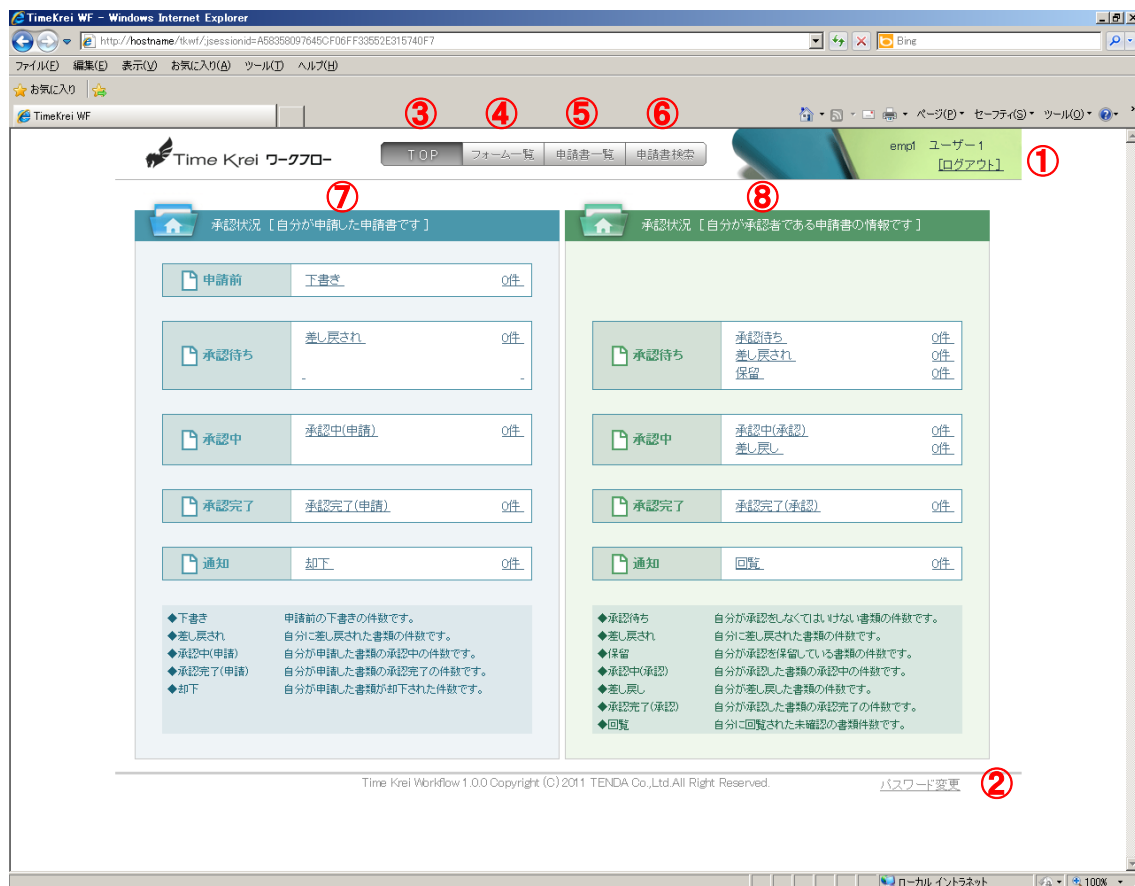 TimeKrei WF - Windows Internet Explorer
http://hostname/tkwf/;jsessionid=A58358097645CF06FF33552E315740F7
Bing
ファイル(F) 編集(E) 表示(V) お気に入り(A) ツール(T) ヘルプ(H)
お気に入り
TimeKrei WF
ページ(P) セーフティ(S) ツール(O)
③ ④ ⑤ ⑥
Time Krei ワークフロー
TOP フォーム一覧 申請書一覧 申請書検索
emp1 ユーザー1
[ログアウト] ①
⑦ ⑧
承認状況 [ 自分が申請した申請書です ]
申請前 下書き 0件
承認待ち 差し戻され 0件
- -
承認中 承認中(申請) 0件
承認完了 承認完了(申請) 0件
通知 却下 0件
◆下書き 申請前の下書きの件数です。
◆差し戻され 自分に差し戻された書類の件数です。
◆承認中(申請) 自分が申請した書類の承認中の件数です。
◆承認完了(申請) 自分が申請した書類の承認完了の件数です。
◆却下 自分が申請した書類が却下された件数です。
承認状況 [ 自分が承認者である申請書の情報です ]
承認待ち 承認待ち 0件
差し戻され 0件
保留 0件
承認中 承認中(承認) 0件
差し戻し 0件
承認完了 承認完了(承認) 0件
通知 回覧 0件
◆承認待ち 自分が承認をしなくてはいけない書類の件数です。
◆差し戻され 自分に差し戻された書類の件数です。
◆保留 自分が承認を保留している書類の件数です。
◆承認中(承認) 自分が承認した書類の承認中の件数です。
◆差し戻し 自分が差し戻した書類の件数です。
◆承認完了(承認) 自分が承認した書類の承認完了の件数です。
◆回覧 自分に回覧された未確認の書類件数です。
Time Krei Workflow 1.0.0 Copyright (C) 2011 TENDA Co.,Ltd.All Right Reserved.
パスワード変更 ②
ローカル イントラネット 100%